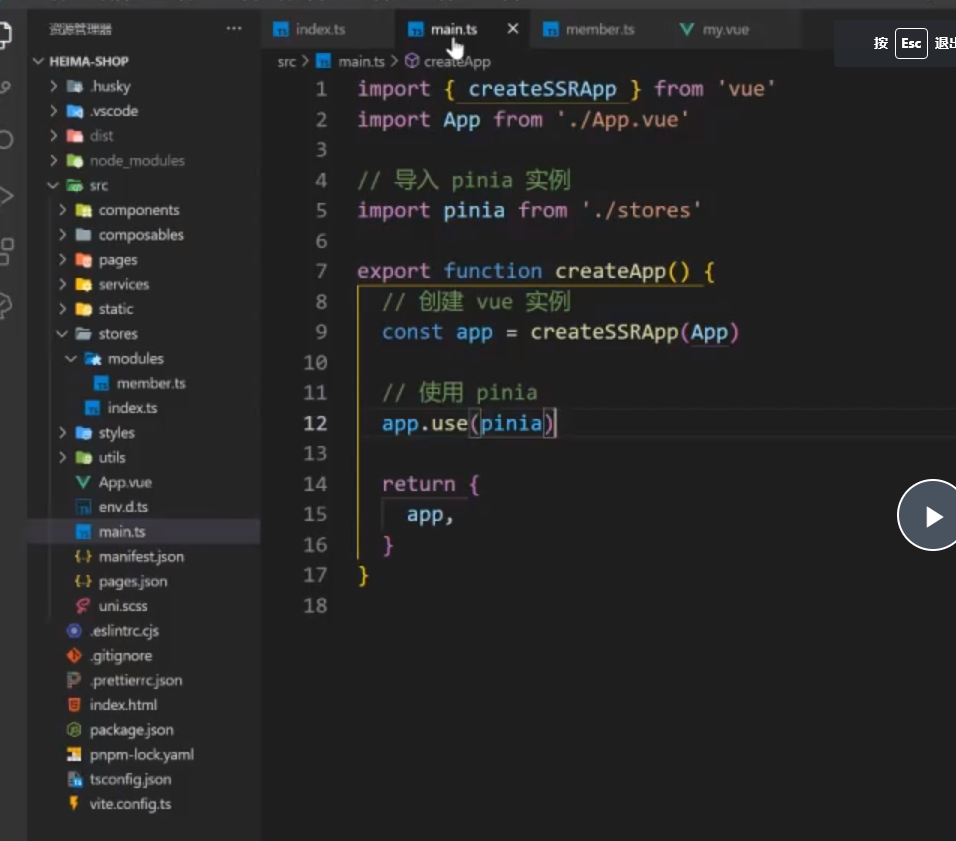 资源管理器 ···
index.ts main.ts × member.ts my.vue
按 Esc 退出
HEIMA-SHOP
.husky
.vscode
dist
node_modules
src
components
composables
pages
services
static
stores
modules
member.ts
index.ts
styles
utils
App.vue
env.d.ts
main.ts
manifest.json
pages.json
uni.scss
.eslintrc.cjs
.gitignore
.prettierrc.json
index.html
package.json
pnpm-lock.yaml
tsconfig.json
vite.config.ts
src > main.ts > createApp
1 import { createSSRApp } from 'vue'
2 import App from './App.vue'
3
4 // 导入 pinia 实例
5 import pinia from './stores'
6
7 export function createApp() {
8 // 创建 vue 实例
9 const app = createSSRApp(App)
10
11 // 使用 pinia
12 app.use(pinia)
13
14 return {
15 app,
16 }
17 }
18